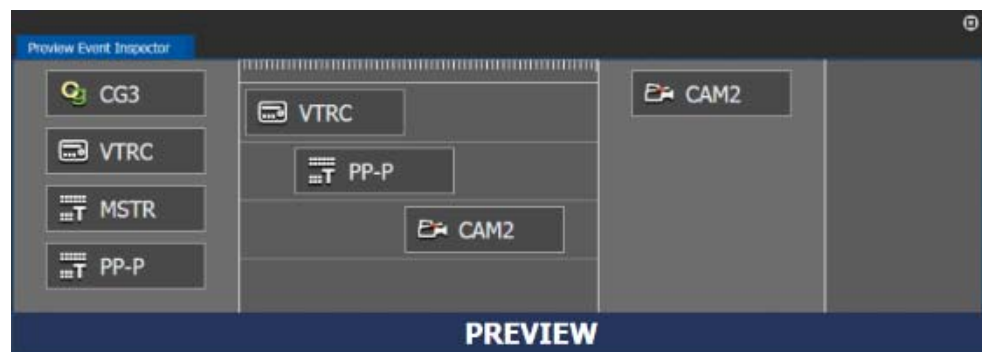 Preview Event Inspector
CG3
VTRC
MSTR
PP-P
VTRC
PP-P
CAM2
CAM2
PREVIEW